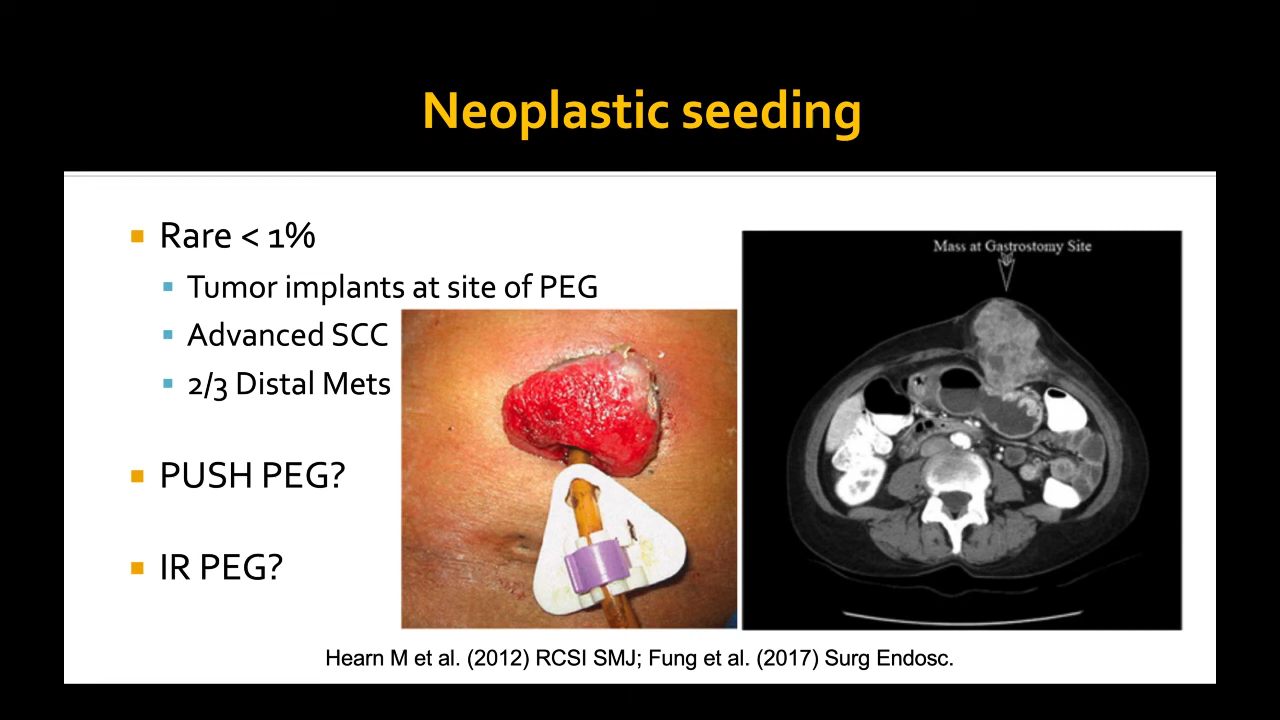 Neoplastic seeding
Rare < 1%
Tumor implants at site of PEG
Advanced SCC
2/3 Distal Mets
PUSH PEG?
IR PEG?
Mass at Gastrostomy Site
Hearn M et al. (2012) RCSI SMJ; Fung et al. (2017) Surg Endosc.